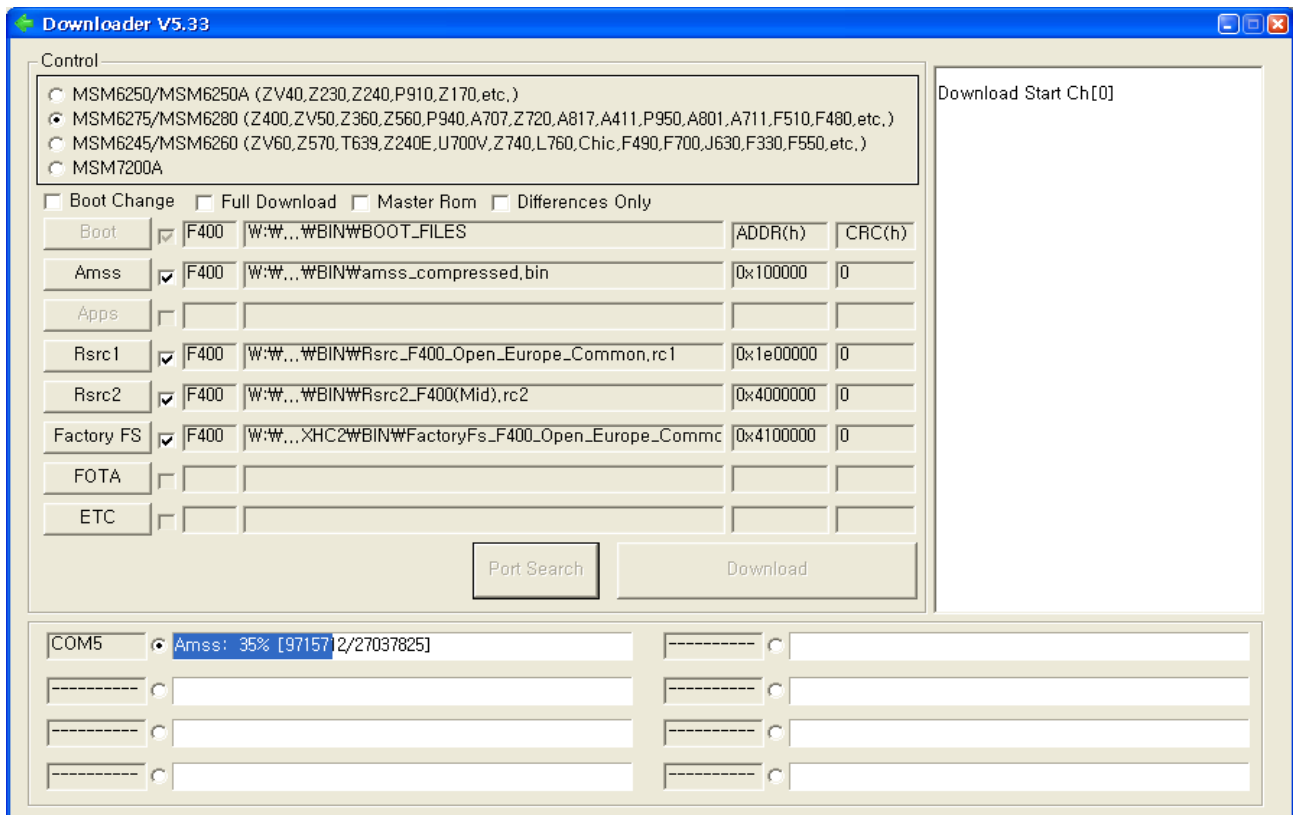 Downloader V5.33
Control
MSM6250/MSM6250A (ZV40,Z230,Z240,P910,Z170,etc.)
MSM6275/MSM6280 (Z400,ZV50,Z360,Z560,P940,A707,Z720,A817,A411,P950,A801,A711,F510,F480,etc.)
MSM6245/MSM6260 (ZV60,Z570,T639,Z240E,U700V,Z740,L760,Chic,F490,F700,J630,F330,F550,etc.)
MSM7200A
Boot Change Full Download Master Rom Differences Only
Boot F400 W:₩...₩BIN₩BOOT_FILES ADDR(h) CRC(h)
Amss F400 W:₩...₩BIN₩amss_compressed.bin 0x100000 0
Apps
Rsrc1 F400 W:₩...₩BIN₩Rsrc_F400_Open_Europe_Common.rc1 0x1e00000 0
Rsrc2 F400 W:₩...₩BIN₩Rsrc2_F400(Mid).rc2 0x4000000 0
Factory FS F400 W:₩...XHC2₩BIN₩FactoryFs_F400_Open_Europe_Commo 0x4100000 0
FOTA
ETC
Port Search Download
Download Start Ch[0]
COM5 Amss: 35% [9715712/27037825] ----------
---------- ----------
---------- ----------
---------- ----------